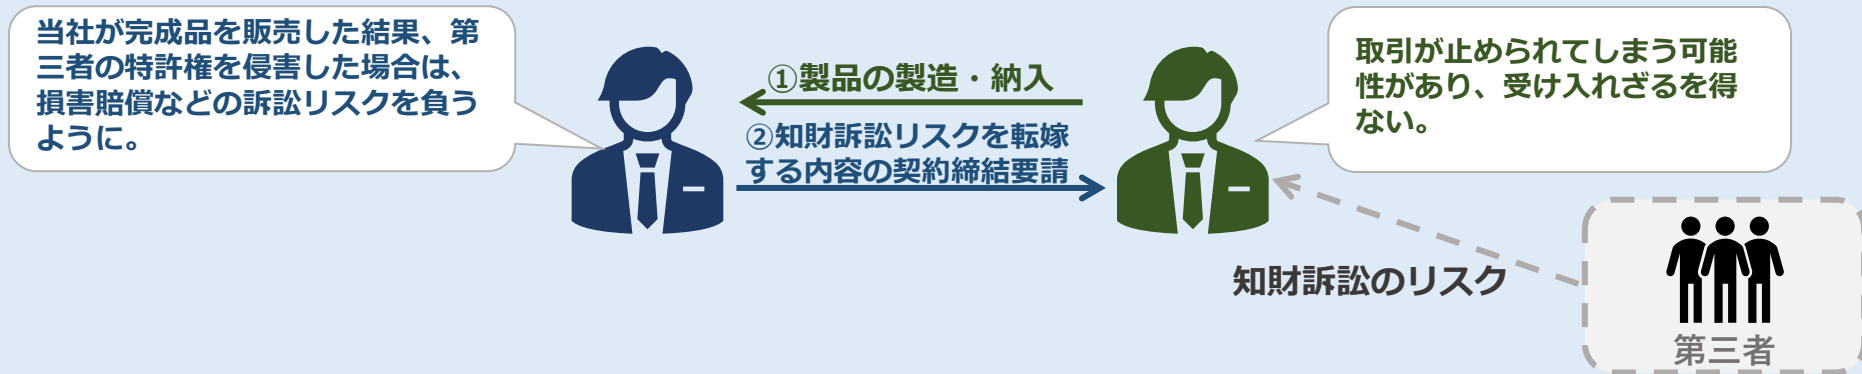 当社が完成品を販売した結果、第
三者の特許権を侵害した場合は、
損害賠償などの訴訟リスクを負う
ように。
①製品の製造・納入
②知財訴訟リスクを転嫁
する内容の契約締結要請
取引が止められてしまう可能
性があり、受け入れざるを得
ない。
知財訴訟のリスク
第三者